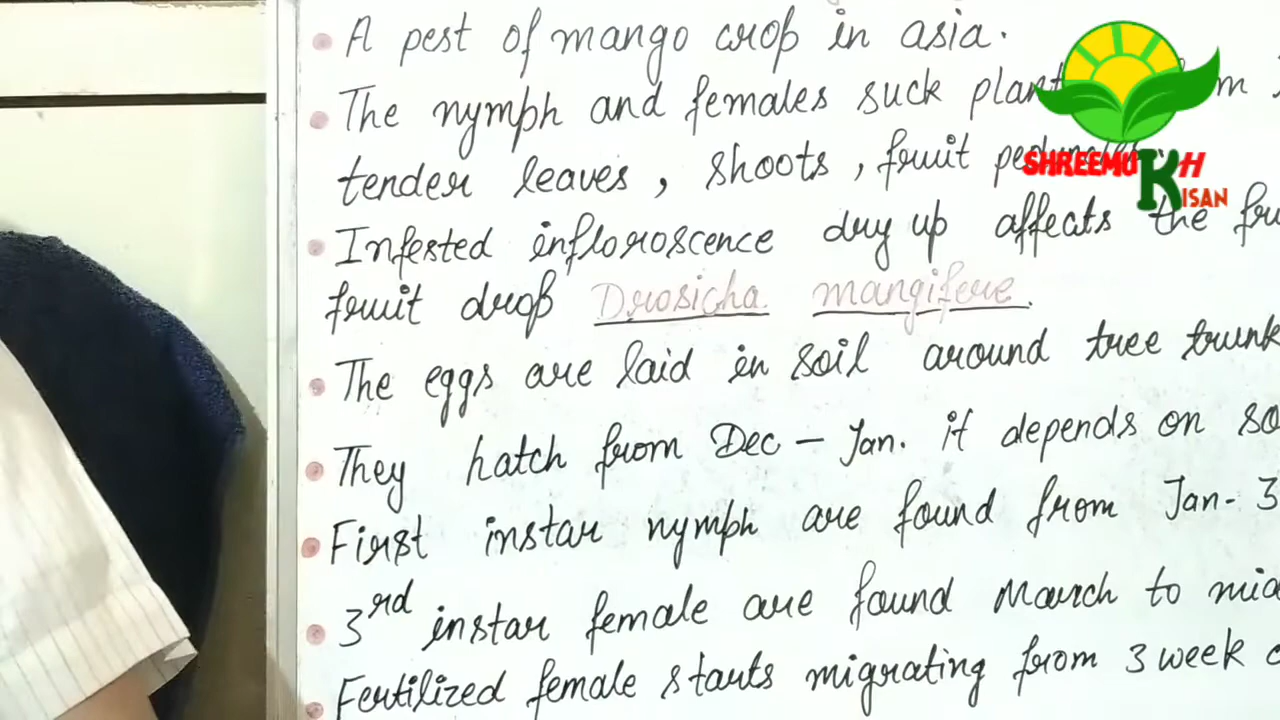 A pest of mango crop in asia.
The nymph and females suck plant
tender leaves, shoots, fruit
Infested infloroscence dry up affects the
fruit drop Drosicha mangifere.
The eggs are laid in soil around tree trunk
They hatch from Dec – Jan. it depends on
First instar nymph are found from Jan - 3
3rd instar female are found March to
Fertilized female starts migrating from 3 week
SHREEMUKH
KISAN